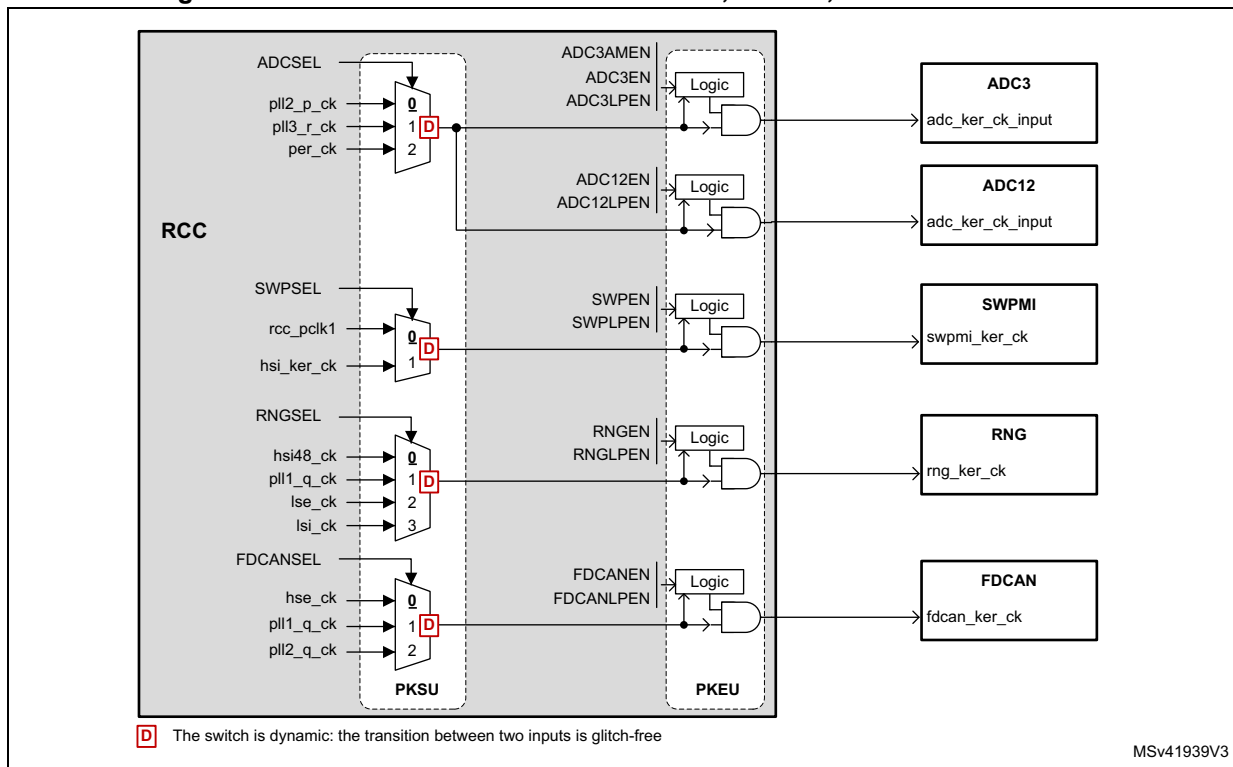 RCC
ADCSEL
pll2_p_ck
pll3_r_ck
per_ck
0
1
2
D
ADC3AMEN
ADC3EN
ADC3LPEN
Logic
ADC3
adc_ker_ck_input
ADC12EN
ADC12LPEN
Logic
ADC12
adc_ker_ck_input
SWPSEL
rcc_pclk1
hsi_ker_ck
0
1
D
SWPEN
SWPLPEN
Logic
SWPMI
swpmi_ker_ck
RNGSEL
hsi48_ck
pll1_q_ck
lse_ck
lsi_ck
0
1
2
3
D
RNGEN
RNGLPEN
Logic
RNG
rng_ker_ck
FDCANSEL
hse_ck
pll1_q_ck
pll2_q_ck
0
1
2
D
FDCANEN
FDCANLPEN
Logic
FDCAN
fdcan_ker_ck
PKSU
PKEU
D The switch is dynamic: the transition between two inputs is glitch-free
MSv41939V3